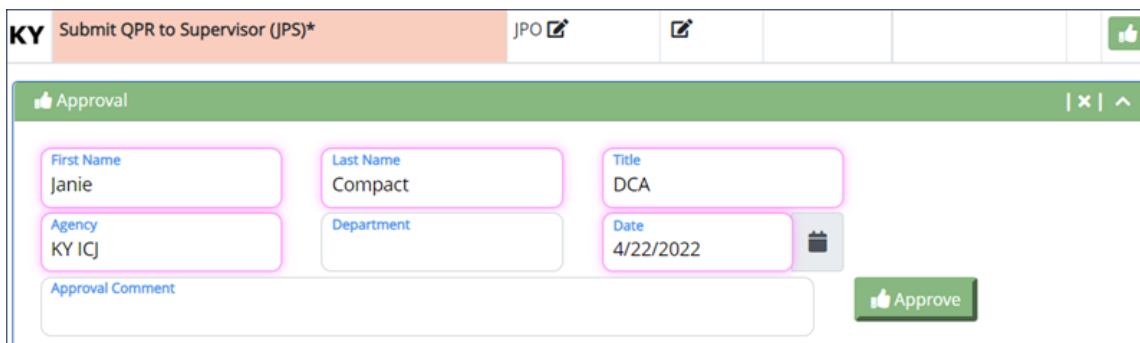 KY Submit QPR to Supervisor (JPS)* JPO
Approval | x |
First Name Last Name Title
Janie Compact DCA
Agency Department Date
KY ICJ 4/22/2022
Approval Comment
Approve